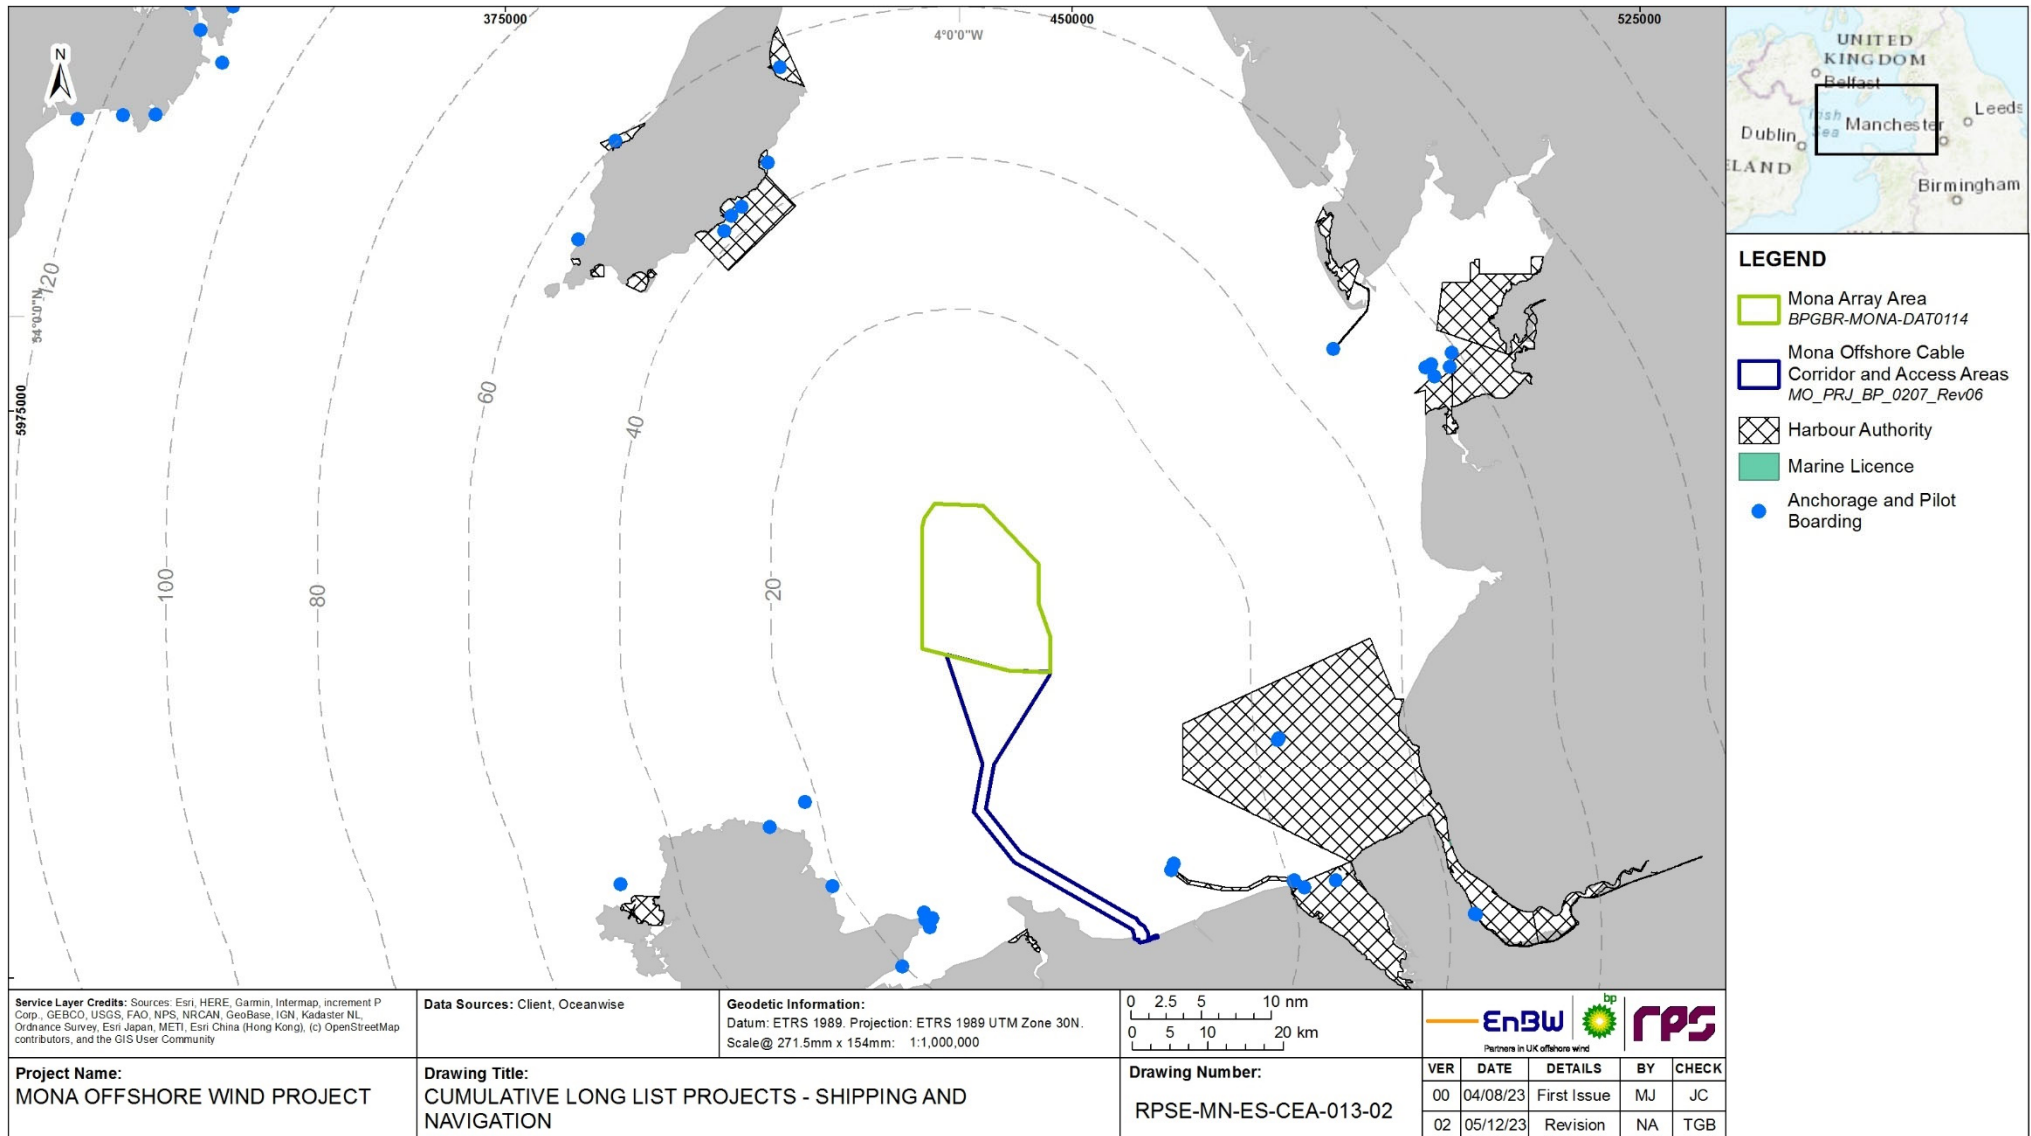 375000
450000
525000
4°0'0"W
N
120
54°0'0"N
5975000
100
80
60
40
20
UNITED
KINGDOM
Belfast
Irish
Sea
Leeds
Dublin
Manchester
ELAND
Birmingham
LEGEND
Mona Array Area
BPGBR-MONA-DAT0114
Mona Offshore Cable
Corridor and Access Areas
MO_PRJ_BP_0207_Rev06
Harbour Authority
Marine Licence
Anchorage and Pilot
Boarding
Service Layer Credits: Sources: Esri, HERE, Garmin, Intermap, increment P
Corp., GEBCO, USGS, FAO, NPS, NRCAN, GeoBase, IGN, Kadaster NL,
Ordnance Survey, Esri Japan, METI, Esri China (Hong Kong), (c) OpenStreetMap
contributors, and the GIS User Community
Data Sources: Client, Oceanwise
Geodetic Information:
Datum: ETRS 1989. Projection: ETRS 1989 UTM Zone 30N.
Scale@ 271.5mm x 154mm: 1:1,000,000
0 2.5 5 10 nm
0 5 10 20 km
EnBW
bp
rps
Partners in UK offshore wind
Project Name:
MONA OFFSHORE WIND PROJECT
Drawing Title:
CUMULATIVE LONG LIST PROJECTS - SHIPPING AND
NAVIGATION
Drawing Number:
RPSE-MN-ES-CEA-013-02
VER DATE DETAILS BY CHECK
00 04/08/23 First Issue MJ JC
02 05/12/23 Revision NA TGB